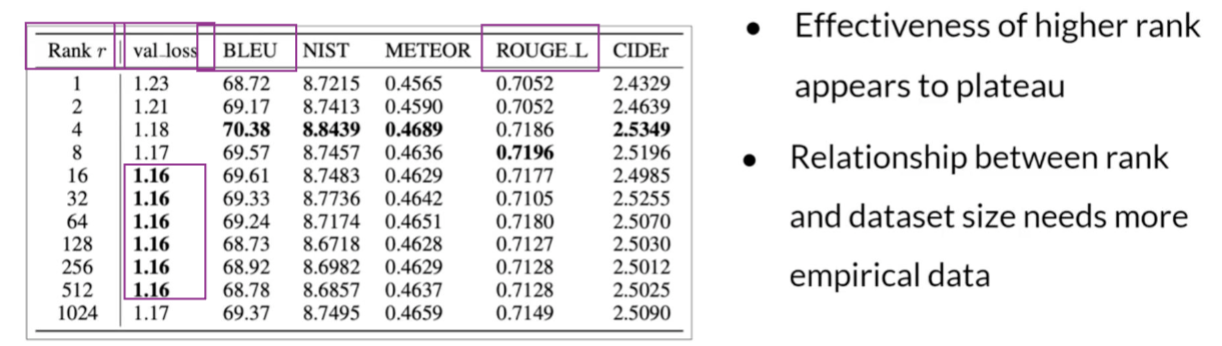 Rank r val_loss BLEU NIST METEOR ROUGE_L CIDEr
1 1.23 68.72 8.7215 0.4565 0.7052 2.4329
2 1.21 69.17 8.7413 0.4590 0.7052 2.4639
4 1.18 70.38 8.8439 0.4689 0.7186 2.5349
8 1.17 69.57 8.7457 0.4636 0.7196 2.5196
16 1.16 69.61 8.7483 0.4629 0.7177 2.4985
32 1.16 69.33 8.7736 0.4642 0.7105 2.5255
64 1.16 69.24 8.7174 0.4651 0.7180 2.5070
128 1.16 68.73 8.6718 0.4628 0.7127 2.5030
256 1.16 68.92 8.6982 0.4629 0.7128 2.5012
512 1.16 68.78 8.6857 0.4637 0.7128 2.5025
1024 1.17 69.37 8.7495 0.4659 0.7149 2.5090
• Effectiveness of higher rank
appears to plateau
• Relationship between rank
and dataset size needs more
empirical data